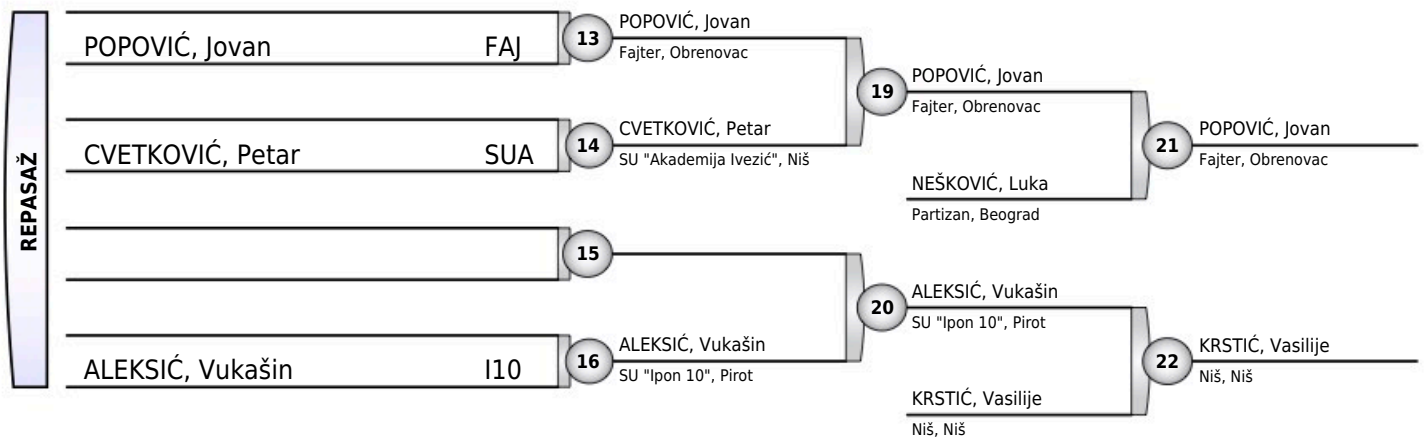 REPASAŽ
POPOVIĆ, Jovan FAJ
CVETKOVIĆ, Petar SUA
ALEKSIĆ, Vukašin I10
13
POPOVIĆ, Jovan
Fajter, Obrenovac
14
CVETKOVIĆ, Petar
SU "Akademija Ivezić", Niš
15
16
ALEKSIĆ, Vukašin
SU "Ipon 10", Pirot
19
POPOVIĆ, Jovan
Fajter, Obrenovac
NEŠKOVIĆ, Luka
Partizan, Beograd
20
ALEKSIĆ, Vukašin
SU "Ipon 10", Pirot
KRSTIĆ, Vasilije
Niš, Niš
21
POPOVIĆ, Jovan
Fajter, Obrenovac
22
KRSTIĆ, Vasilije
Niš, Niš